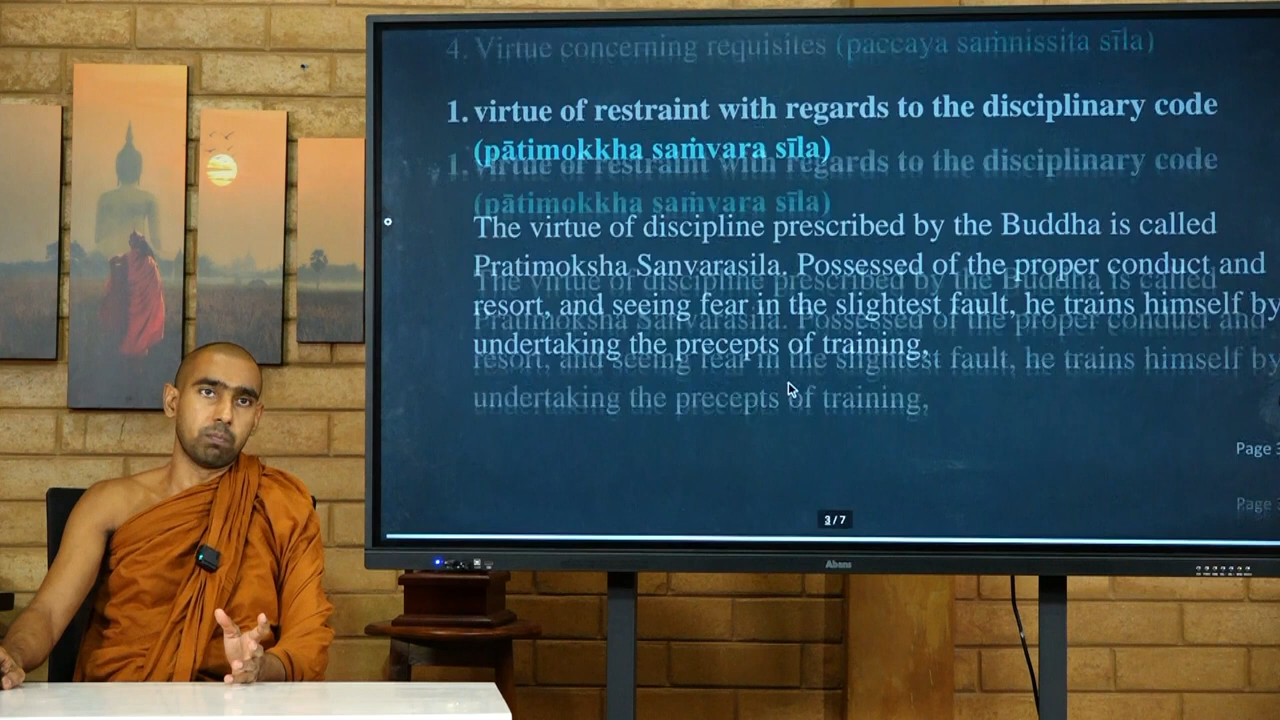 4. Virtue concerning requisites (paccaya saṁnissita sīla)
1. virtue of restraint with regards to the disciplinary code
(pātimokkha saṁvara sīla)
1. virtue of restraint with regards to the disciplinary code
(pātimokkha saṁvara sīla)
The virtue of discipline prescribed by the Buddha is called
Pratimoksha Sanvarasila. Possessed of the proper conduct and
The virtue of discipline prescribed by the Buddha is called
resort, and seeing fear in the slightest fault, he trains himself by
Pratimoksha Sanvarasila. Possessed of the proper conduct and
undertaking the precepts of training,
resort, and seeing fear in the slightest fault, he trains himself by
undertaking the precepts of training,
Page 3
Page
3 / 7
Abans